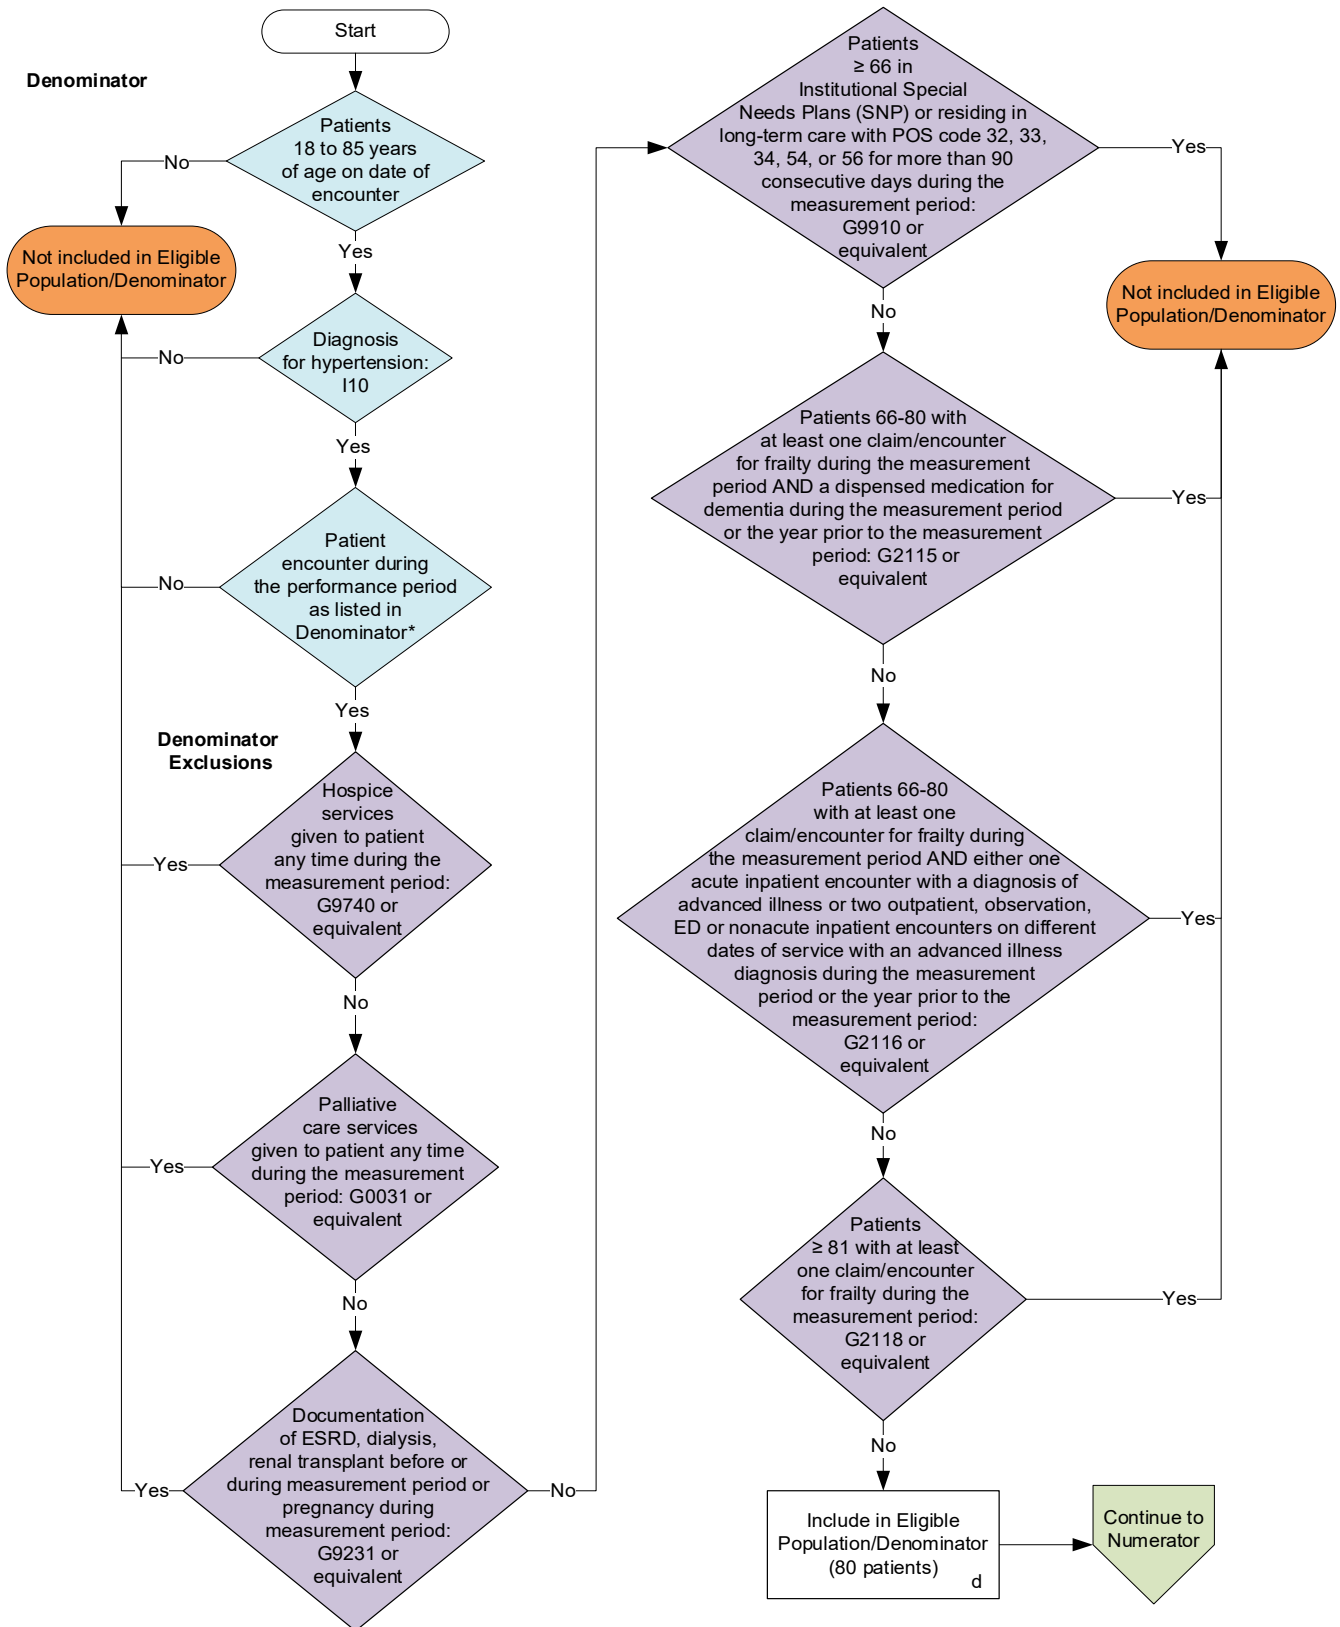 Start
Denominator
Patients
18 to 85 years
of age on date of
encounter
No
Yes
Not included in Eligible
Population/Denominator
Diagnosis
for hypertension:
I10
No
Yes
Patient
encounter during
the performance period
as listed in
Denominator*
No
Yes
Denominator
Exclusions
Hospice
services
given to patient
any time during the
measurement period:
G9740 or
equivalent
Yes
No
Palliative
care services
given to patient any time
during the measurement
period: G0031 or
equivalent
Yes
No
Documentation
of ESRD, dialysis,
renal transplant before or
during measurement period or
pregnancy during
measurement period:
G9231 or
equivalent
Yes
No
Patients
≥ 66 in
Institutional Special
Needs Plans (SNP) or residing in
long-term care with POS code 32, 33,
34, 54, or 56 for more than 90
consecutive days during the
measurement period:
G9910 or
equivalent
Yes
No
Not included in Eligible
Population/Denominator
Patients 66-80 with
at least one claim/encounter
for frailty during the measurement
period AND a dispensed medication for
dementia during the measurement period
or the year prior to the measurement
period: G2115 or
equivalent
Yes
No
Patients 66-80
with at least one
claim/encounter for frailty during
the measurement period AND either one
acute inpatient encounter with a diagnosis of
advanced illness or two outpatient, observation,
ED or nonacute inpatient encounters on different
dates of service with an advanced illness
diagnosis during the measurement
period or the year prior to the
measurement period:
G2116 or
equivalent
Yes
No
Patients
≥ 81 with at least
one claim/encounter
for frailty during the
measurement period:
G2118 or
equivalent
Yes
No
Include in Eligible
Population/Denominator
(80 patients)
d
Continue to
Numerator